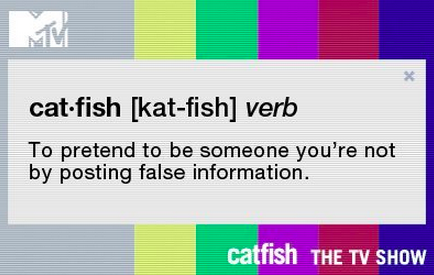 MTV
×
cat·fish [kat-fish] verb
To pretend to be someone you’re not
by posting false information.
catfish THE TV SHOW